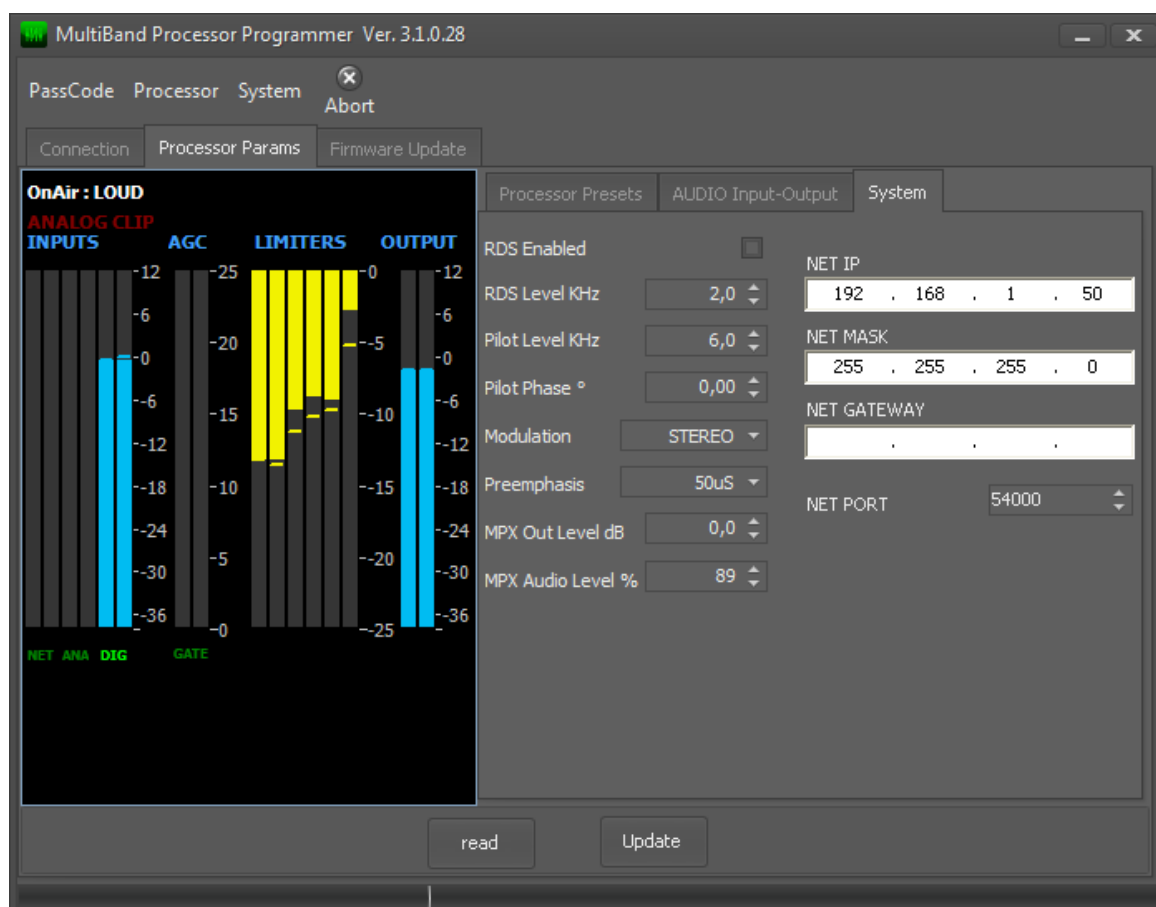 MultiBand Processor Programmer Ver. 3.1.0.28
PassCode Processor System Abort
Connection Processor Params Firmware Update
OnAir : LOUD
ANALOG CLIP
INPUTS AGC LIMITERS OUTPUT
-12 -25 -0 -12
-6 -6
-20 --5
-0 -0
--6 --6
-15 --10
--12 --12
--18 -10 --15 --18
--24 --24
-5 --20
--30 --30
--36 --36
-0 --25
NET ANA DIG GATE
Processor Presets AUDIO Input-Output System
RDS Enabled
RDS Level KHz 2,0
Pilot Level KHz 6,0
Pilot Phase ° 0,00
Modulation STEREO
Preemphasis 50uS
MPX Out Level dB 0,0
MPX Audio Level % 89
NET IP
192 . 168 . 1 . 50
NET MASK
255 . 255 . 255 . 0
NET GATEWAY
. . .
NET PORT 54000
read Update